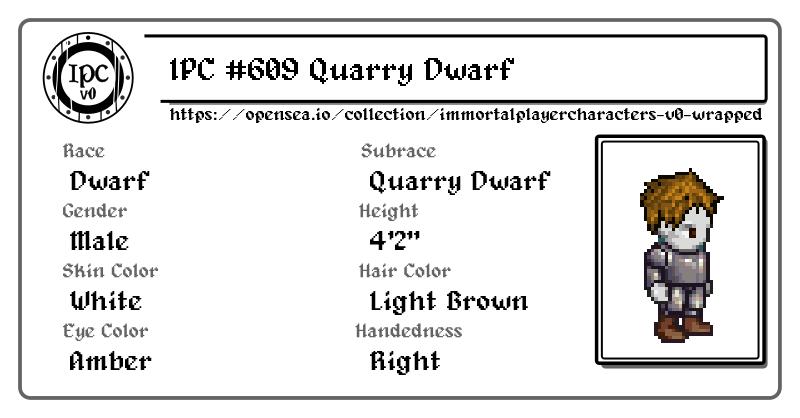 IPC
v0
IPC #609 Quarry Dwarf
https://opensea.io/collection/immortalplayercharacters-v0-wrapped
Race
Dwarf
Subrace
Quarry Dwarf
Gender
Male
Height
4'2"
Skin Color
White
Hair Color
Light Brown
Eye Color
Amber
Handedness
Right